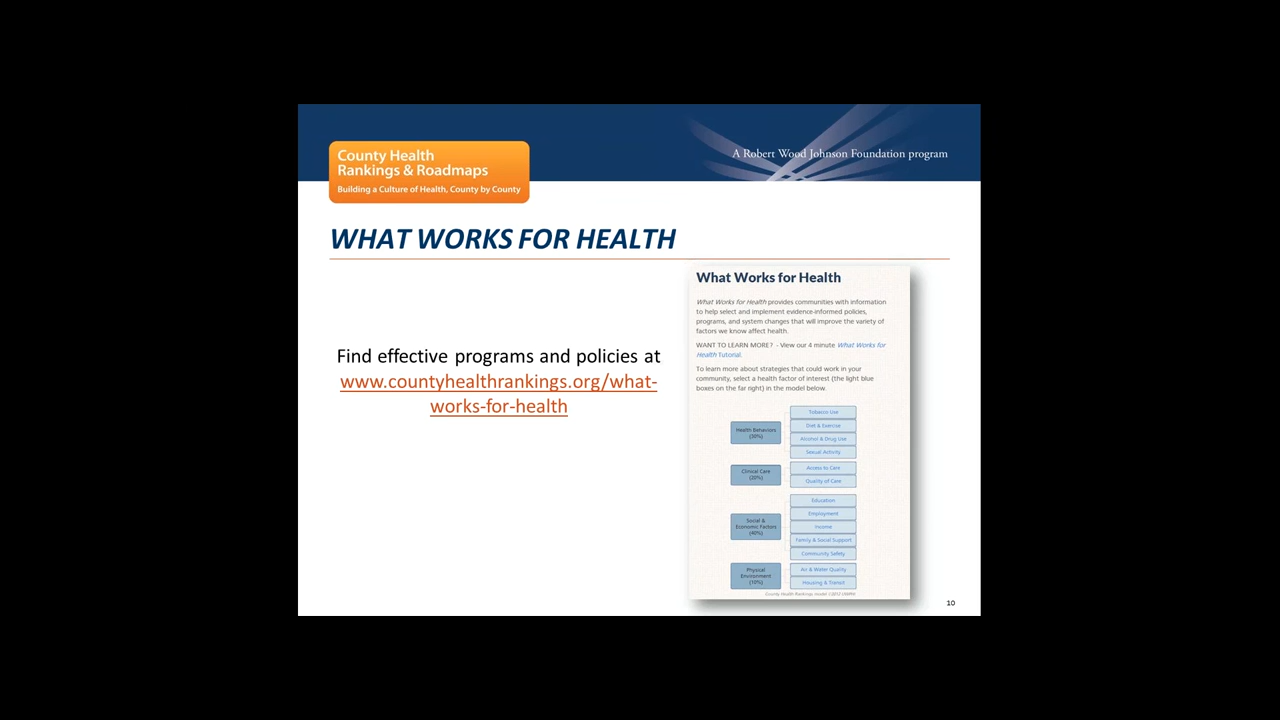 County Health
Rankings & Roadmaps
Building a Culture of Health, County by County
A Robert Wood Johnson Foundation program
WHAT WORKS FOR HEALTH
Find effective programs and policies at
www.countyhealthrankings.org/what-
works-for-health
What Works for Health
What Works for Health provides communities with information
to help select and implement evidence-informed policies,
programs, and system changes that will improve the variety of
factors we know affect health.
WANT TO LEARN MORE? - View our 4 minute What Works for
Health Tutorial.
To learn more about strategies that could work in your
community, select a health factor of interest (the light blue
boxes on the far right) in the model below.
Health Behaviors
(30%)
Tobacco Use
Diet & Exercise
Alcohol & Drug Use
Sexual Activity
Clinical Care
(20%)
Access to Care
Quality of Care
Social &
Economic Factors
(40%)
Education
Employment
Income
Family & Social Support
Community Safety
Physical
Environment
(10%)
Air & Water Quality
Housing & Transit
County Health Rankings model ©2012 UWPHI
10